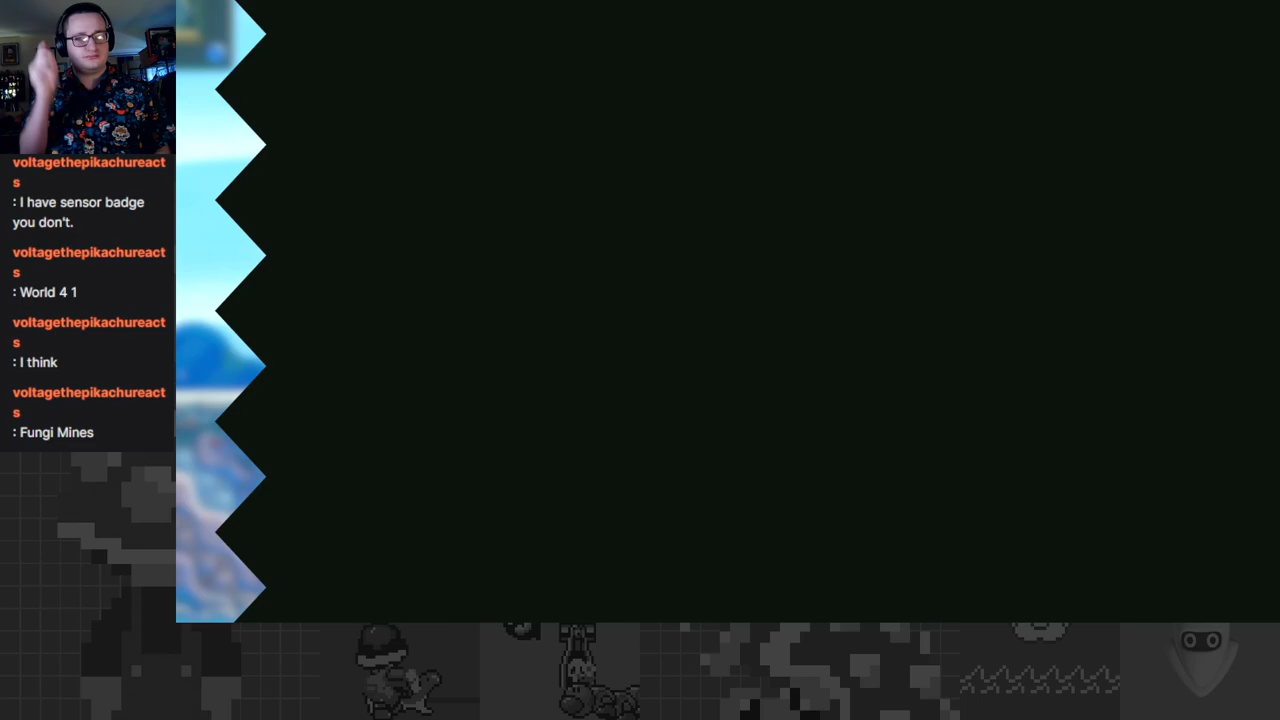 voltagethepikachureact
s
: I have sensor badge
you don't.
voltagethepikachureact
s
: World 4 1
voltagethepikachureact
s
: I think
voltagethepikachureact
s
: Fungi Mines